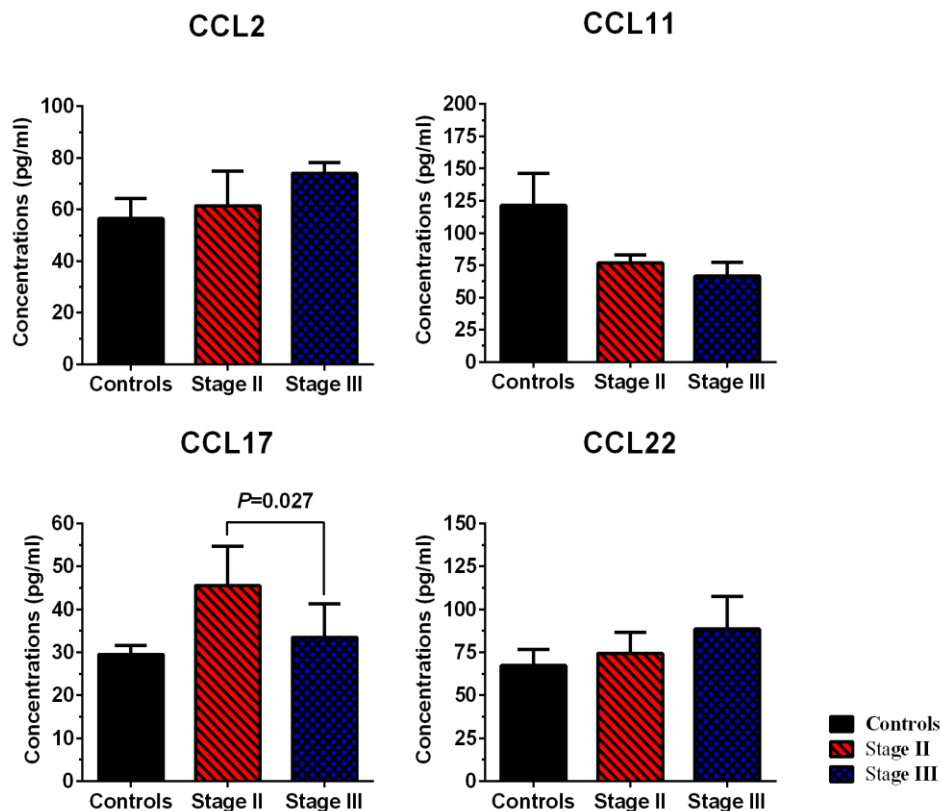 CCL2
CCL11
Concentrations (pg/ml)
100
80
60
40
20
0
Controls Stage II Stage III
Concentrations (pg/ml)
200
175
150
125
100
75
50
25
0
Controls Stage II Stage III
CCL17
CCL22
P=0.027
Concentrations (pg/ml)
60
50
40
30
20
10
0
Controls Stage II Stage III
Concentrations (pg/ml)
150
125
100
75
50
25
0
Controls Stage II Stage III
Controls
Stage II
Stage III